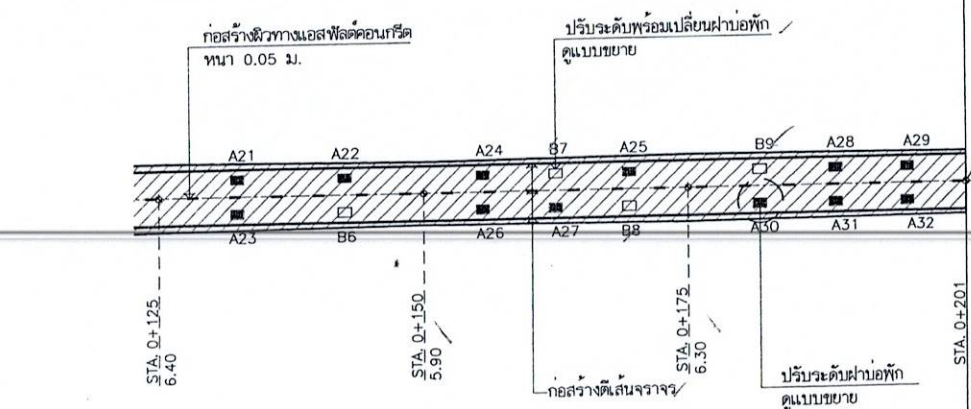 ก่อสร้างผิวทางแอสฟัลต์คอนกรีต
หนา 0.05 ม.
ปรับระดับพร้อมเปลี่ยนฝาบ่อพัก
ดูแบบขยาย
A21 A22 A24 B7 A25 B9 A28 A29
A23 B6 A26 A27 B8 A30 A31 A32
STA. 0+125
6.40
STA. 0+150
5.90
STA. 0+175
6.30
STA. 0+201
ก่อสร้างตีเส้นจราจร
ปรับระดับฝาบ่อพัก
ดูแบบขยาย